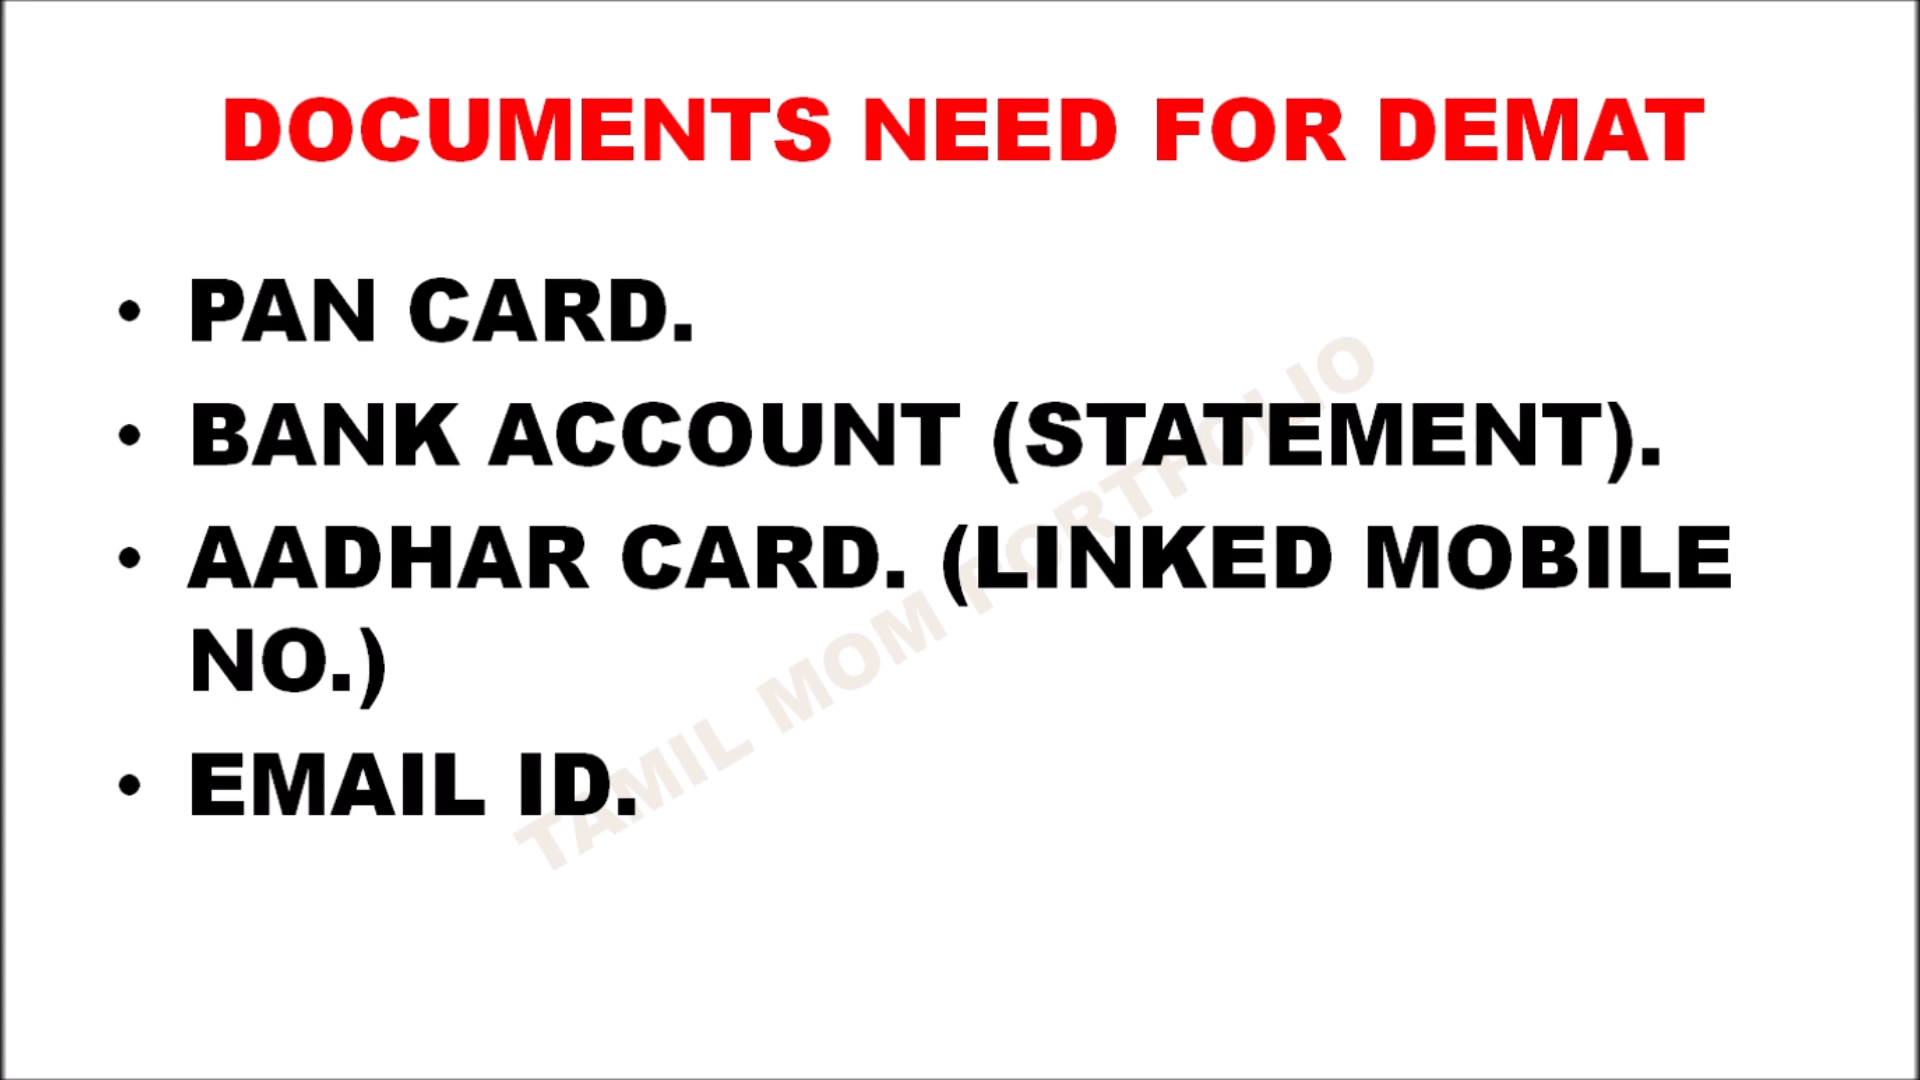 DOCUMENTS NEED FOR DEMAT
• PAN CARD.
• BANK ACCOUNT (STATEMENT).
• AADHAR CARD. (LINKED MOBILE
NO.)
• EMAIL ID.
TAMIL MOM PORTFOLIO